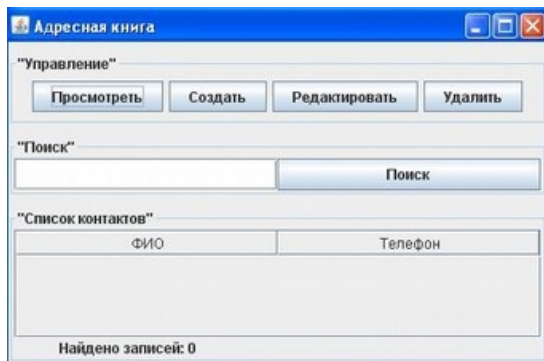 Адресная книга
"Управление"
Просмотреть Создать Редактировать Удалить
"Поиск"
Поиск
"Список контактов"
ФИО Телефон
Найдено записей: 0